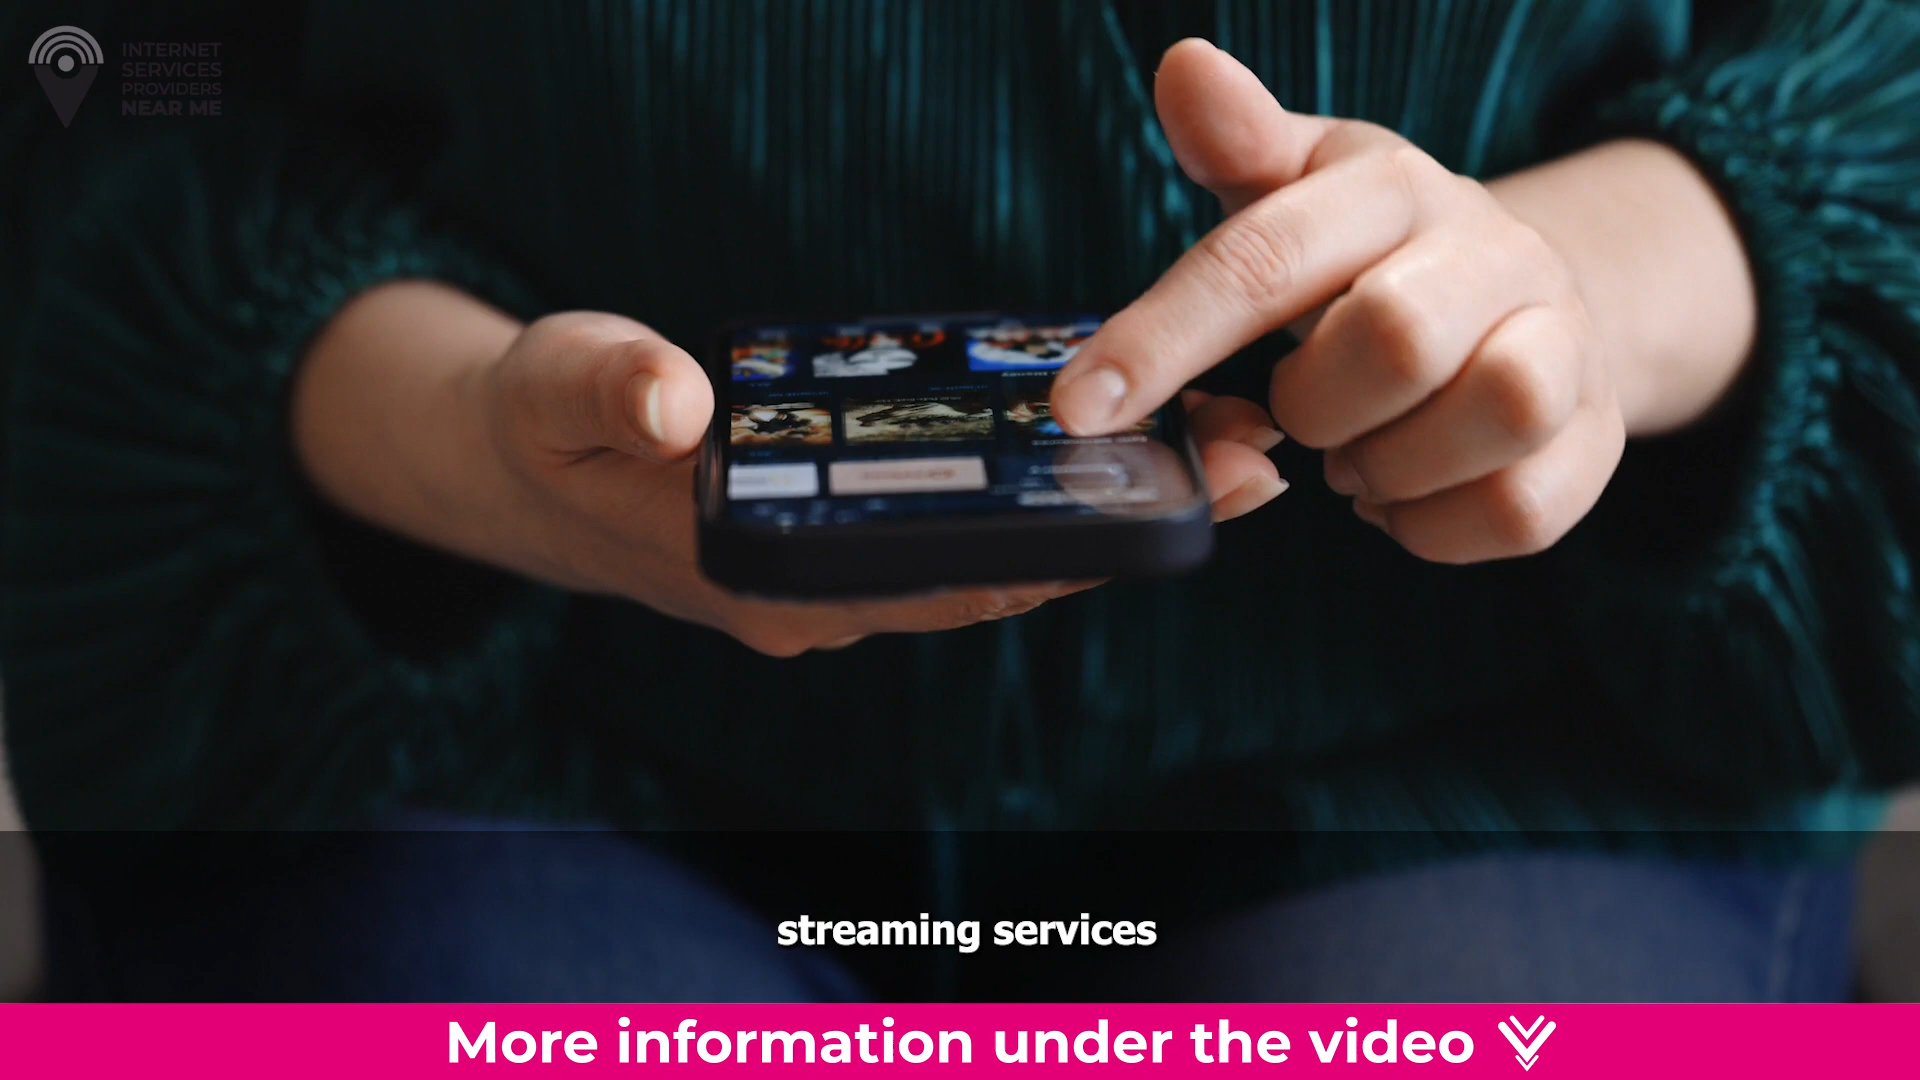 INTERNET
SERVICES
PROVIDERS
NEAR ME
streaming services
More information under the video